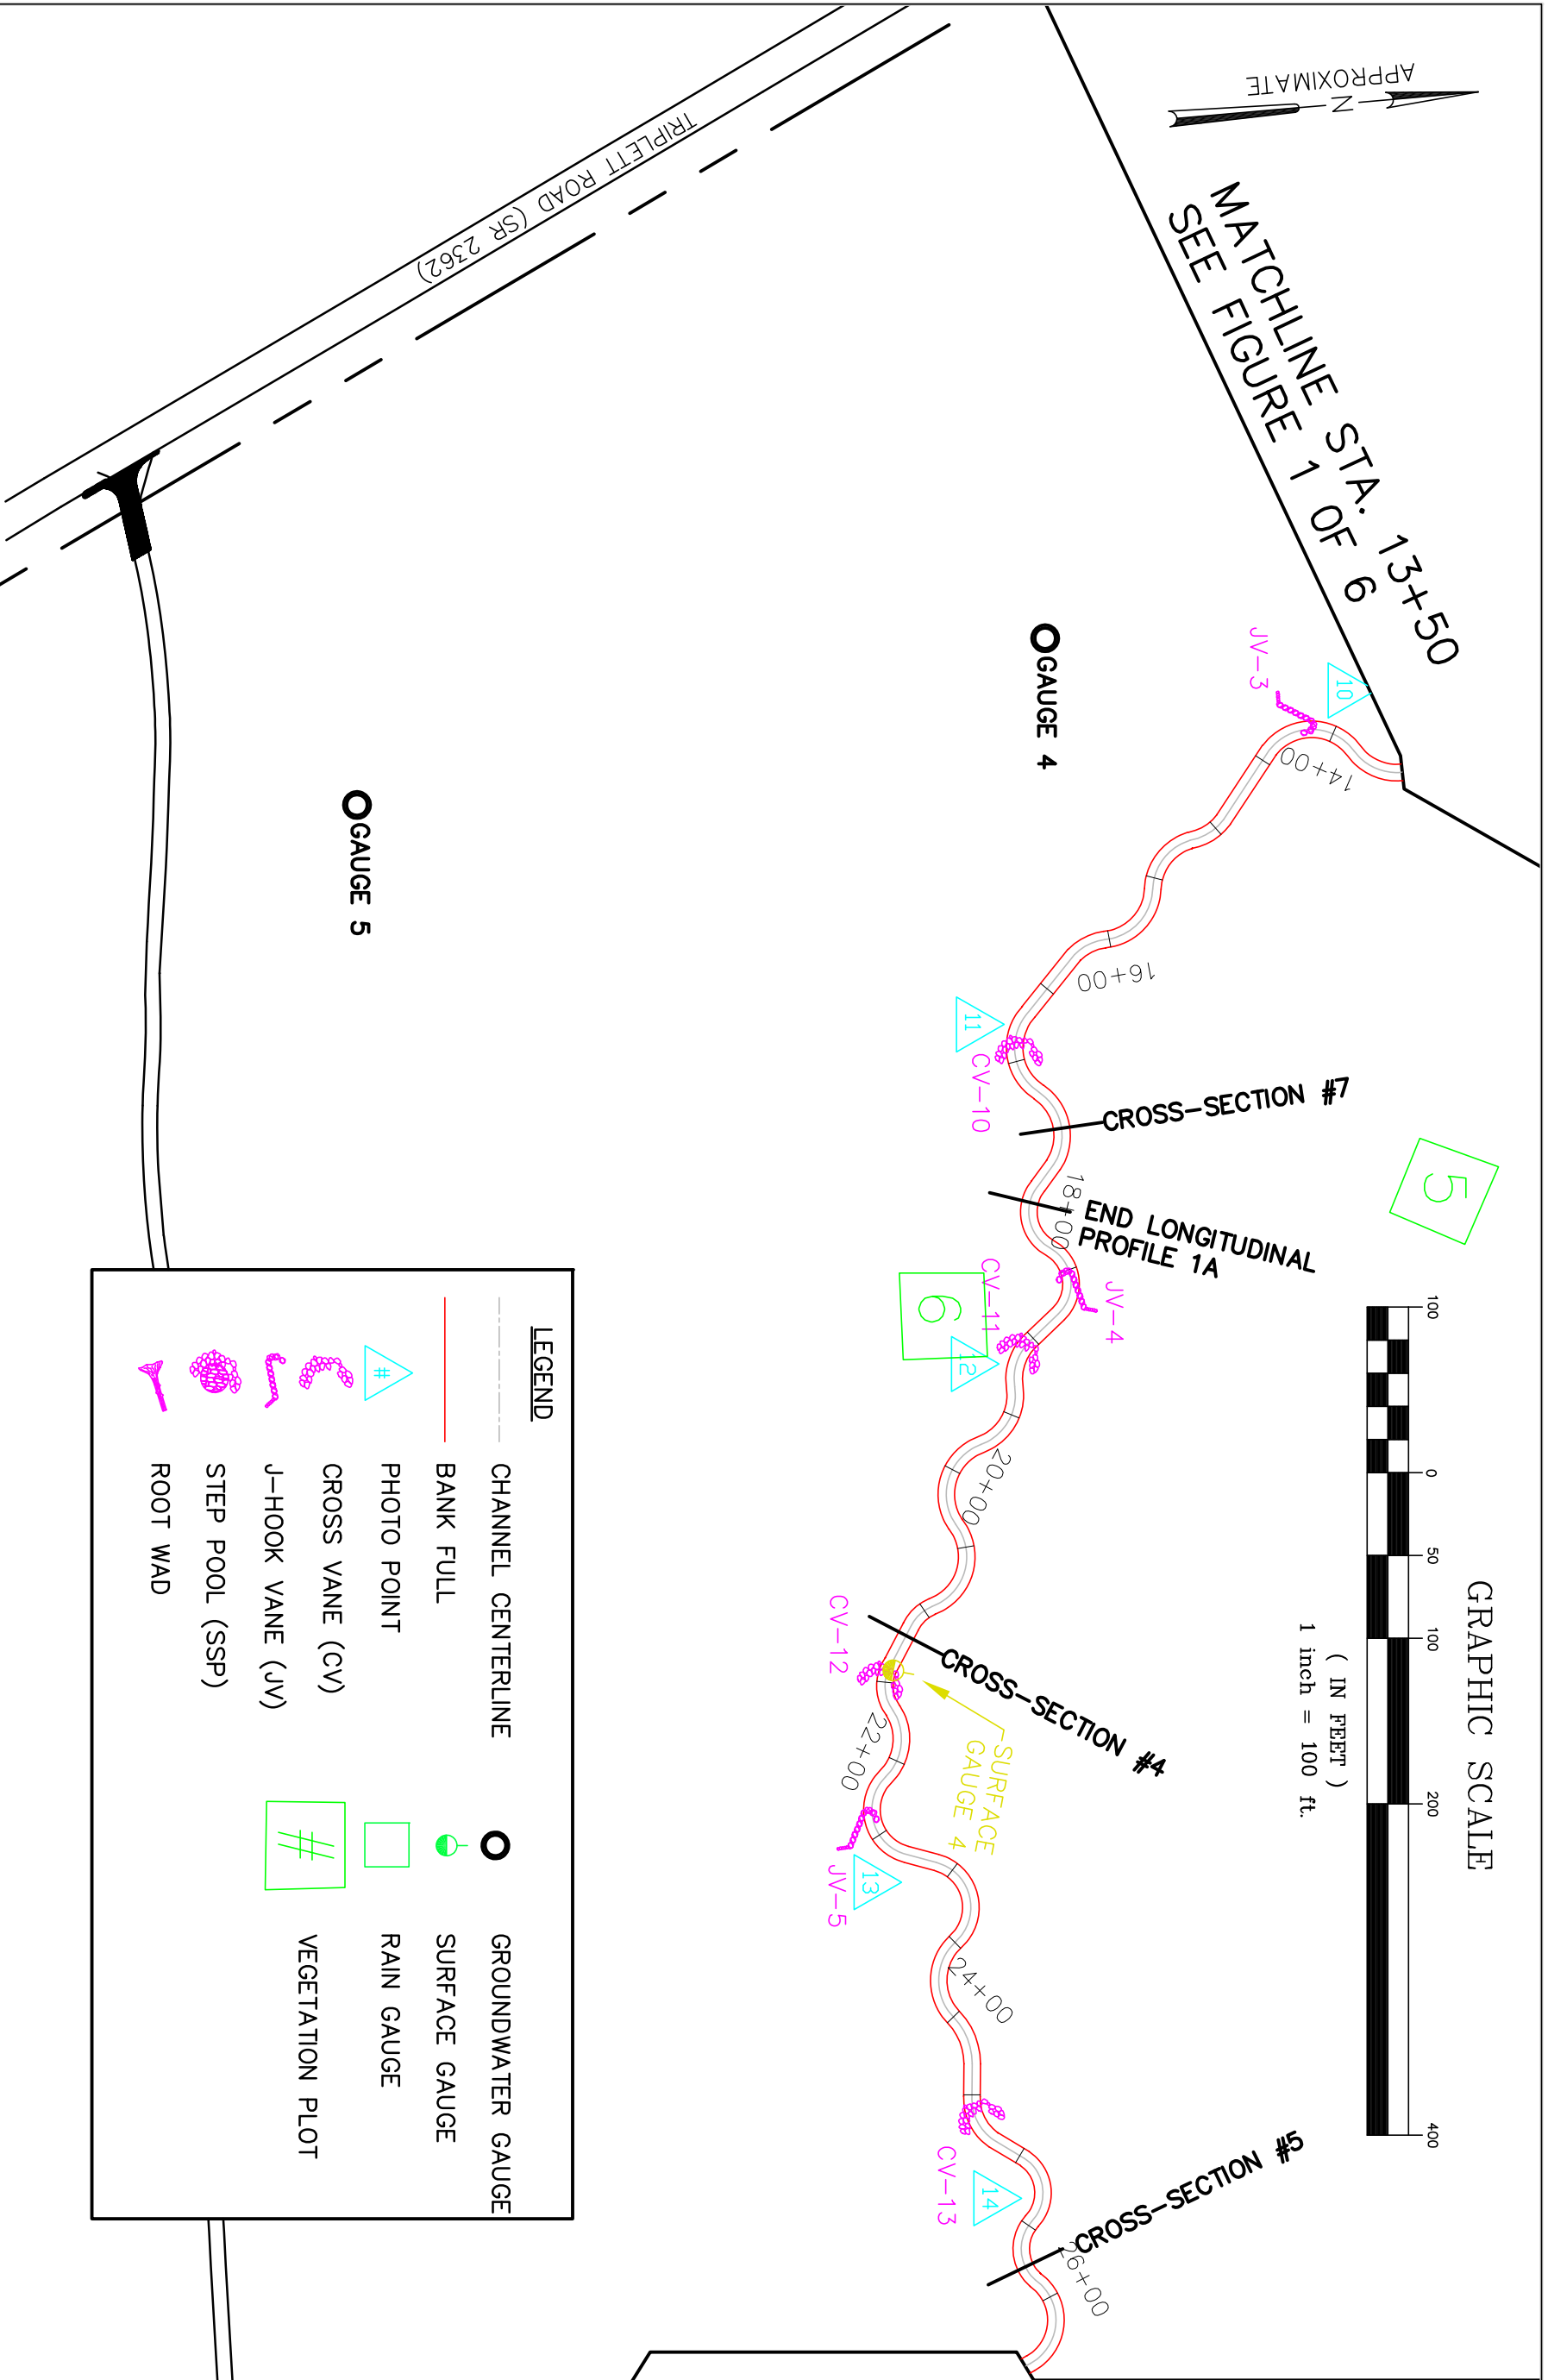 APPROXIMATE
N
MATCHLINE STA. 13+50
SEE FIGURE 1 OF 6
GRAPHIC SCALE
100
0
50
100
200
400
( IN FEET )
1 inch = 100 ft.
TRIPLETT ROAD (SR 2362)
5
10
JV-3
14+00
GAUGE 4
16+00
11
CV-10
CROSS-SECTION #7
18+00
END LONGITUDINAL
PROFILE 1A
JV-4
CV-11
6
12
20+00
CV-12
CROSS-SECTION #4
SURFACE
GAUGE 4
22+00
13
JV-5
24+00
CV-13
14
CROSS-SECTION #5
26+00
GAUGE 5
LEGEND
CHANNEL CENTERLINE
BANK FULL
#
PHOTO POINT
CROSS VANE (CV)
J-HOOK VANE (JV)
STEP POOL (SSP)
ROOT WAD
GROUNDWATER GAUGE
SURFACE GAUGE
RAIN GAUGE
#
VEGETATION PLOT